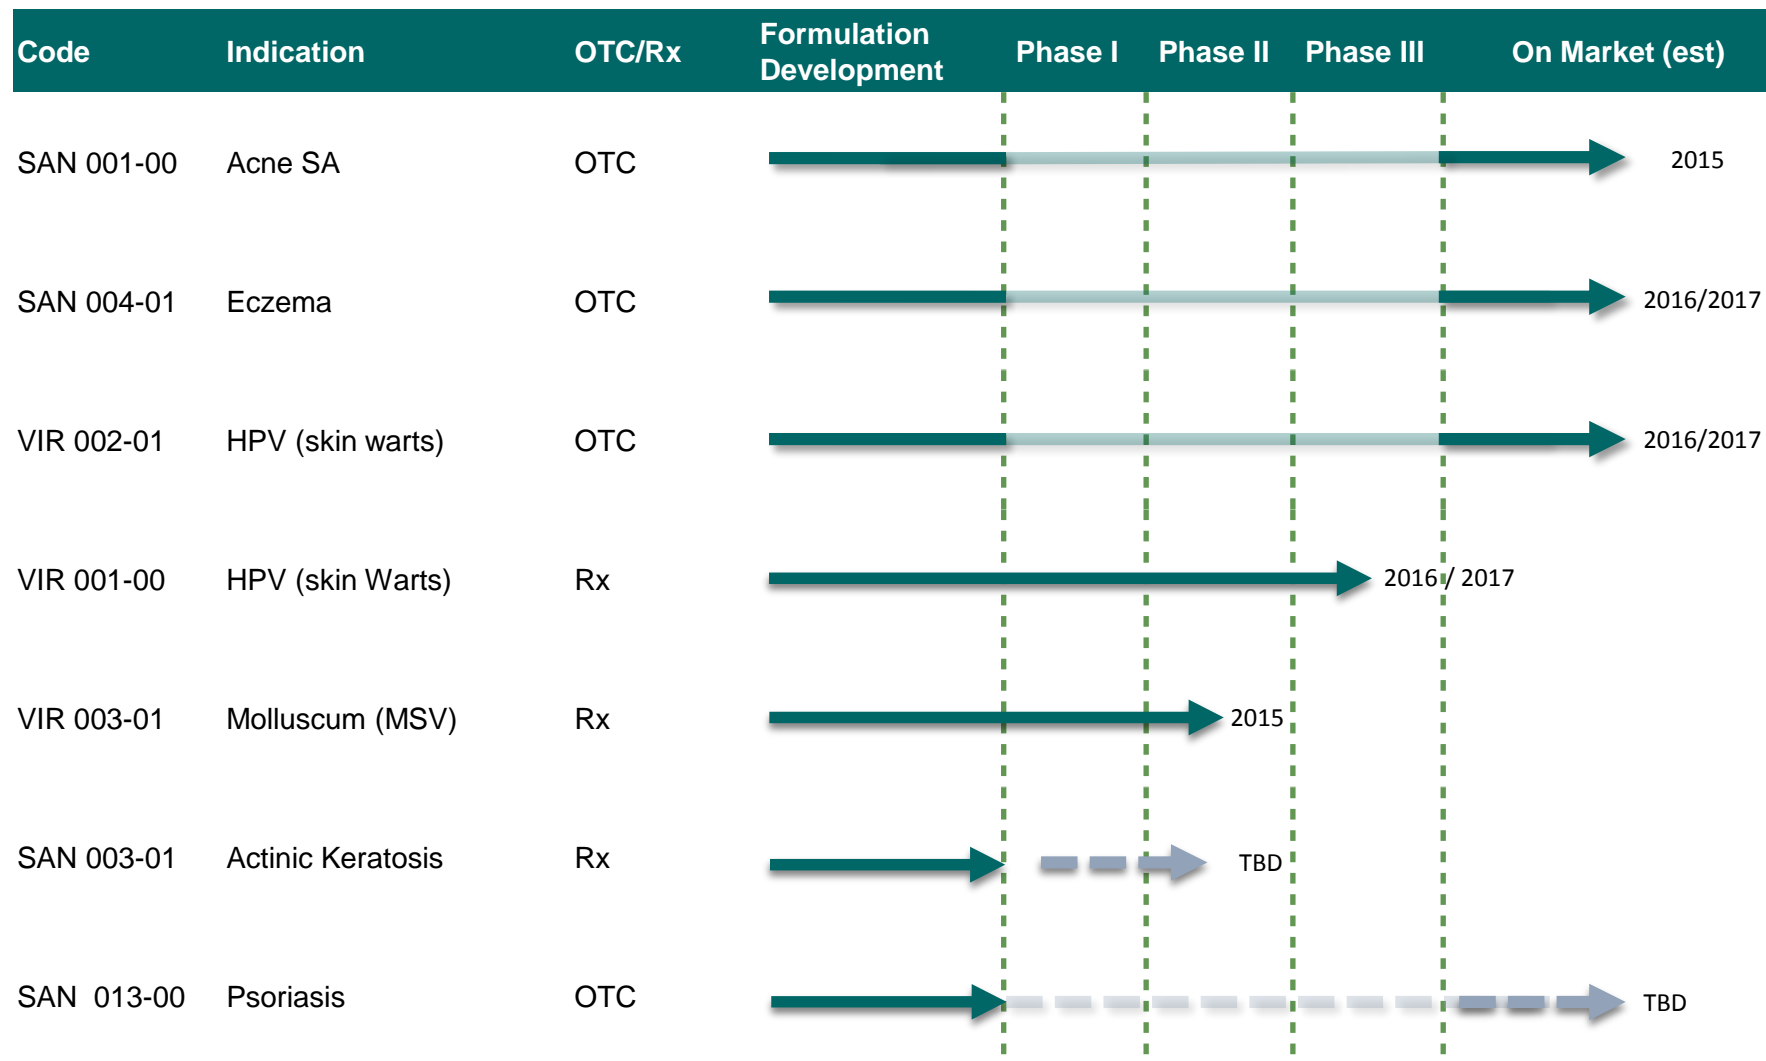 Code Indication OTC/Rx Formulation Development Phase I Phase II Phase III On Market (est)
SAN 001-00 Acne SA OTC 2015
SAN 004-01 Eczema OTC 2016/2017
VIR 002-01 HPV (skin warts) OTC 2016/2017
VIR 001-00 HPV (skin Warts) Rx 2016 / 2017
VIR 003-01 Molluscum (MSV) Rx 2015
SAN 003-01 Actinic Keratosis Rx TBD
SAN 013-00 Psoriasis OTC TBD